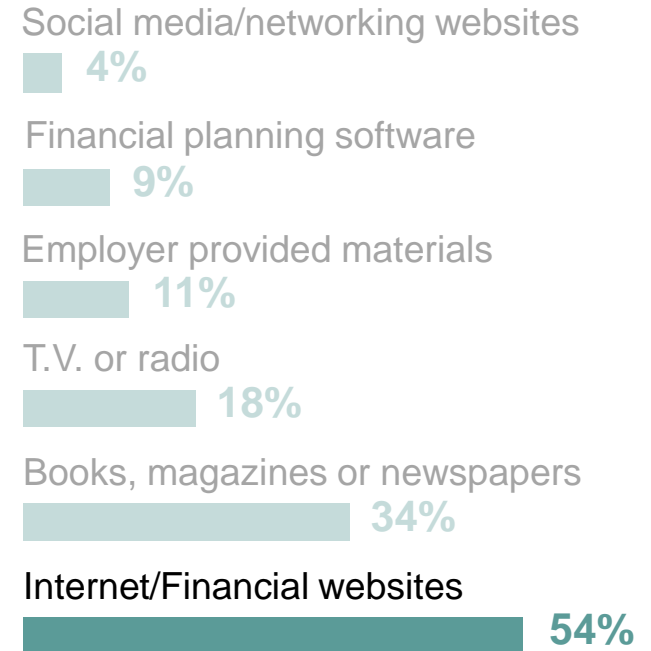 Social media/networking websites
4%
Financial planning software
9%
Employer provided materials
11%
T.V. or radio
18%
Books, magazines or newspapers
34%
Internet/Financial websites
54%